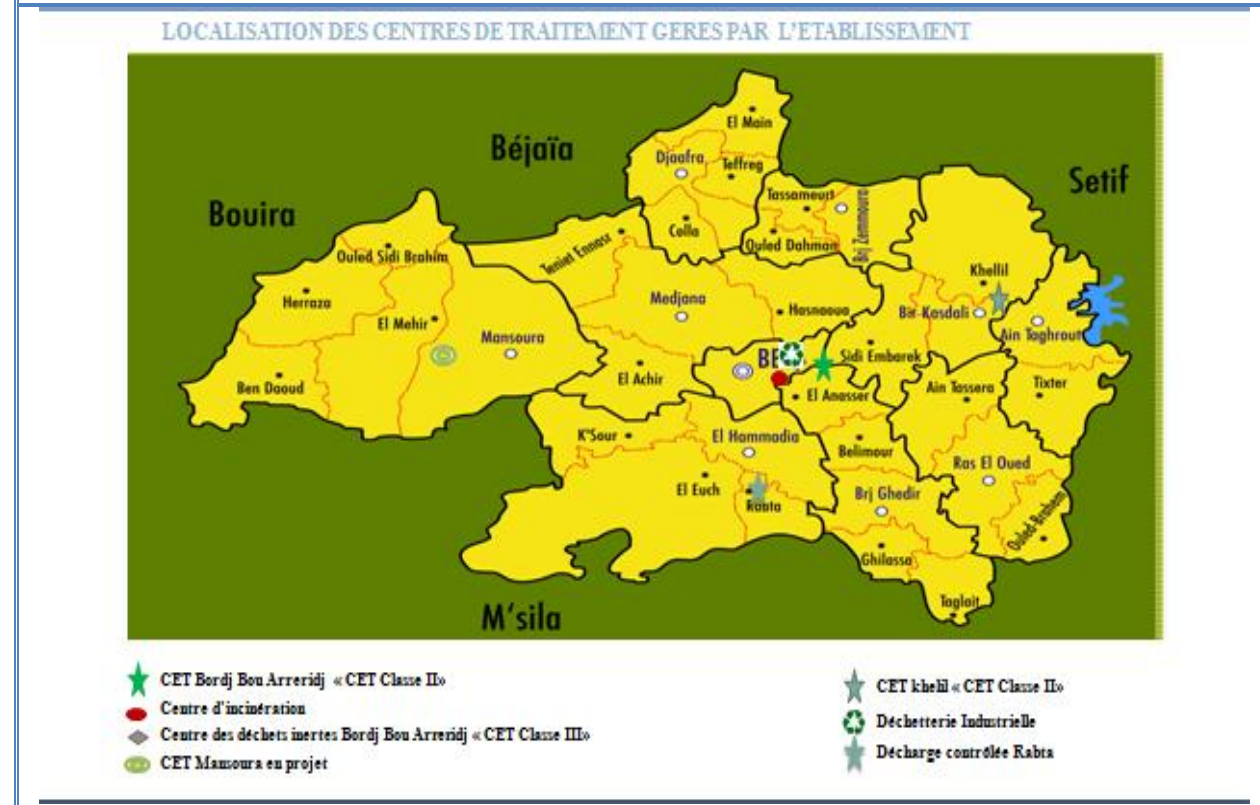 LOCALISATION DES CENTRES DE TRAITEMENT GERES PAR L'ETABLISSEMENT
Béjaïa
Bouira
Setif
M'sila
El Main
Djaafra
Teffreg
Tassameurt
Colla
Ouled Dahman
Brj Zemmoura
Teniet Ennasr
Ouled Sidi Brahim
Khellil
Herraza
Medjana
Hasnaoua
Bir Kasdali
El Mehir
Mansoura
Ain Taghrout
BE
Sidi Embarek
El Achir
Ben Daoud
El Anasser
Ain Tassera
Tixter
K'Sour
El Hammadia
Belimour
Ras El Oued
El Euch
Rabta
Brj Ghedir
Ouled Brahem
Ghilassa
Taglait
CET Bordj Bou Arreridj « CET Classe II»
Centre d'incinération
Centre des déchets inertes Bordj Bou Arreridj « CET Classe III»
CET Mansoura en projet
CET khelil « CET Classe II»
Déchetterie Industrielle
Décharge contrôlée Rabta